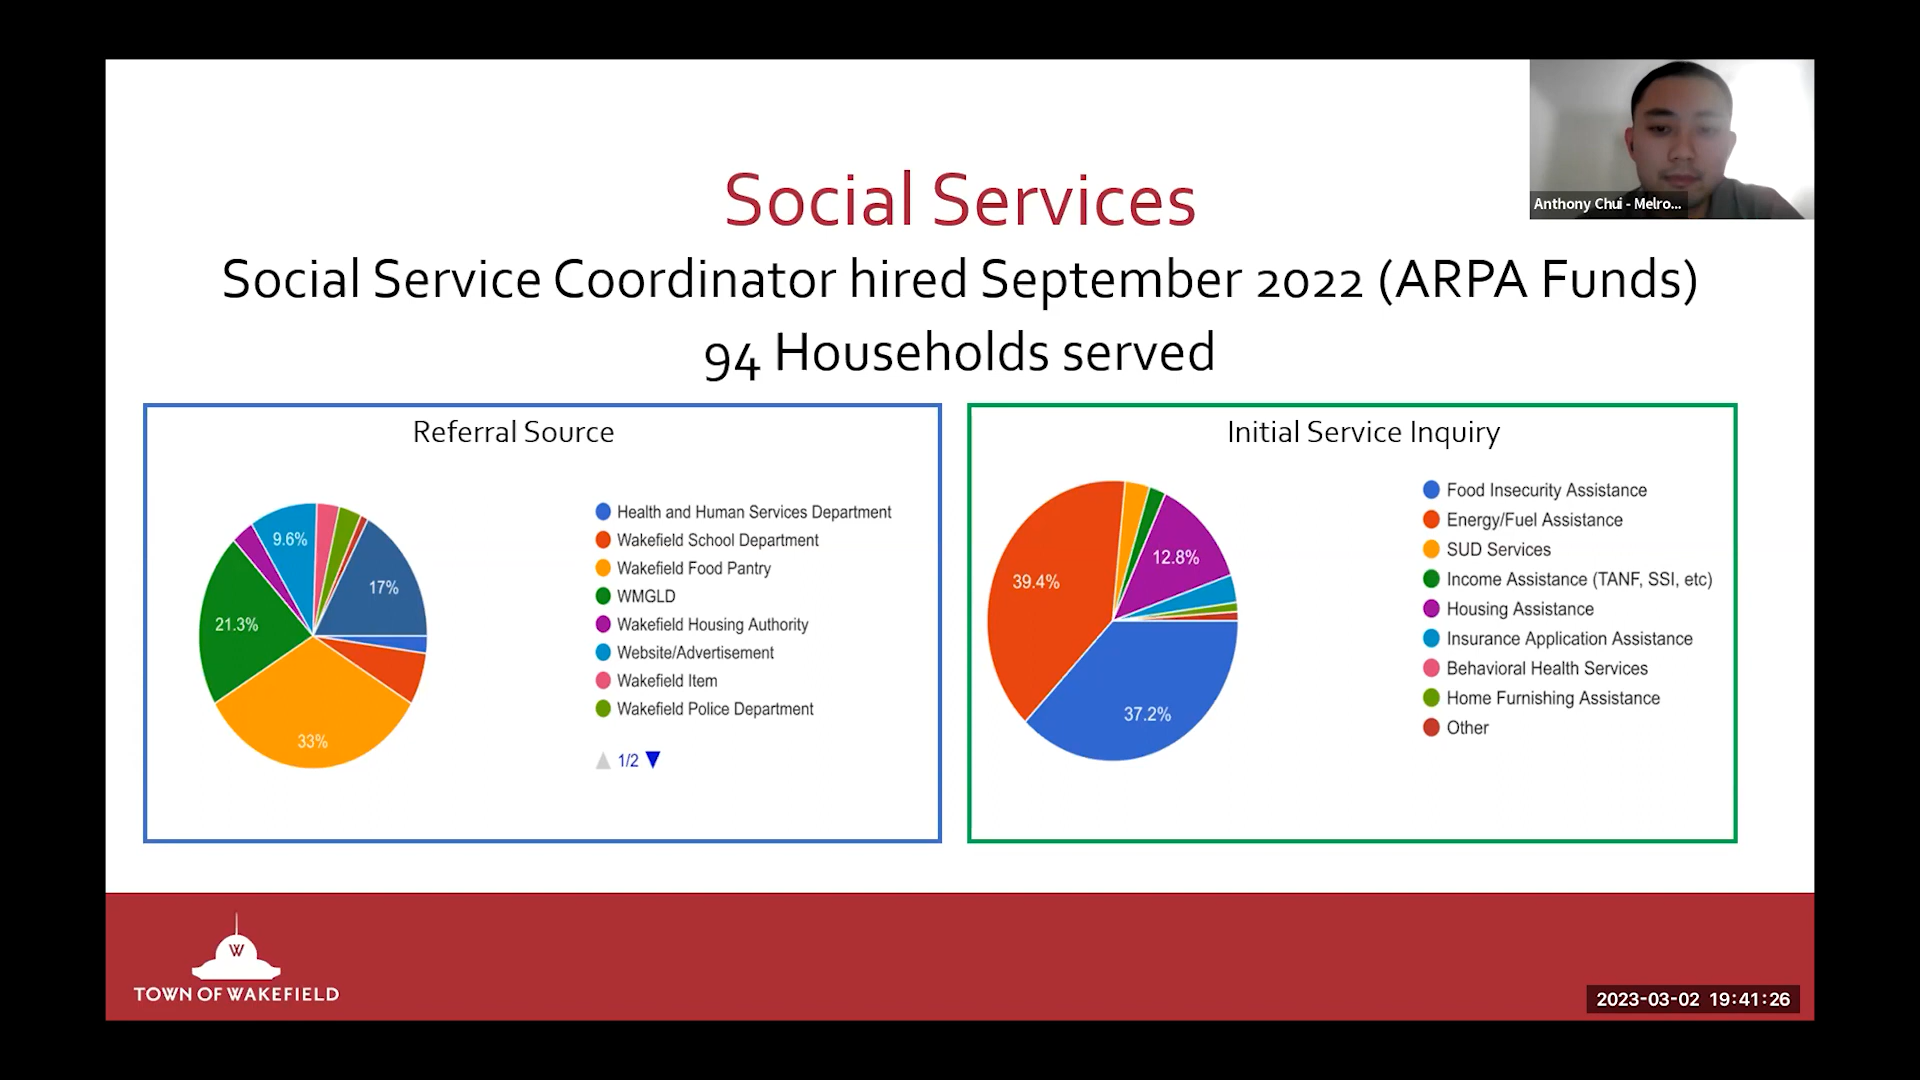 Anthony Chui - Melro...
Social Services
Social Service Coordinator hired September 2022 (ARPA Funds)
94 Households served
Referral Source
9.6%
17%
21.3%
33%
Health and Human Services Department
Wakefield School Department
Wakefield Food Pantry
WMGLD
Wakefield Housing Authority
Website/Advertisement
Wakefield Item
Wakefield Police Department
1/2
Initial Service Inquiry
12.8%
39.4%
37.2%
Food Insecurity Assistance
Energy/Fuel Assistance
SUD Services
Income Assistance (TANF, SSI, etc)
Housing Assistance
Insurance Application Assistance
Behavioral Health Services
Home Furnishing Assistance
Other
W
TOWN OF WAKEFIELD
2023-03-02 19:41:26